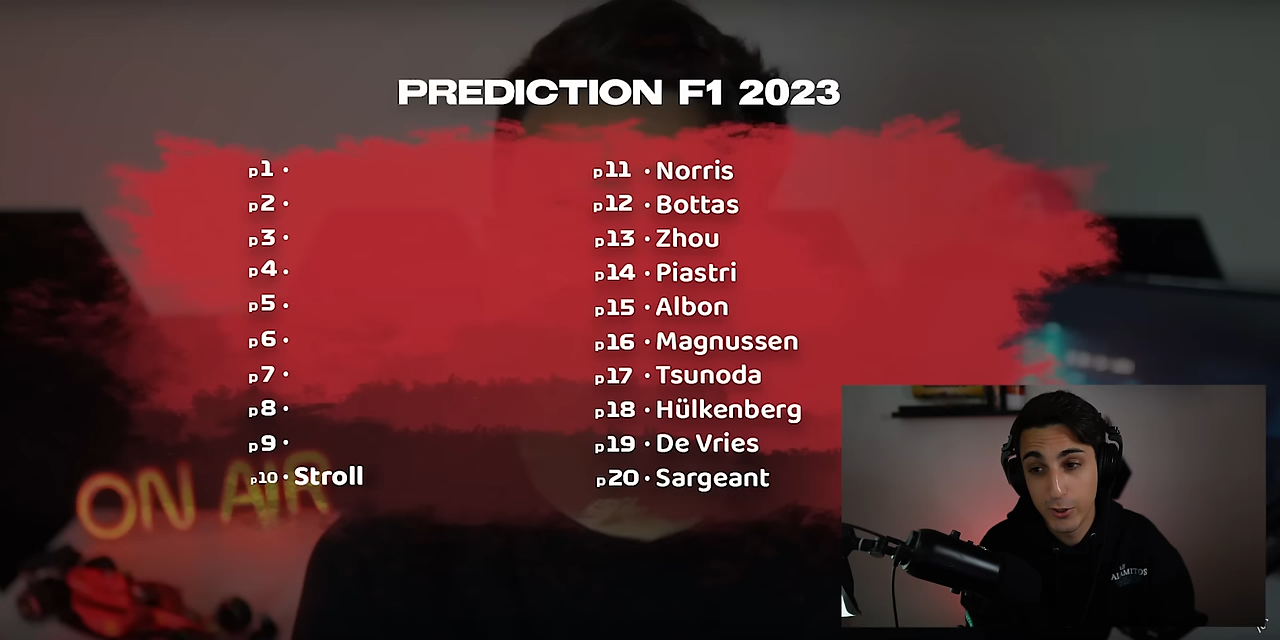 PREDICTION F1 2023
p1 ·
p2 ·
p3 ·
p4 ·
p5 ·
p6 ·
p7 ·
p8 ·
p9 ·
p10 · Stroll
p11 · Norris
p12 · Bottas
p13 · Zhou
p14 · Piastri
p15 · Albon
p16 · Magnussen
p17 · Tsunoda
p18 · Hülkenberg
p19 · De Vries
p20 · Sargeant
ON AIR